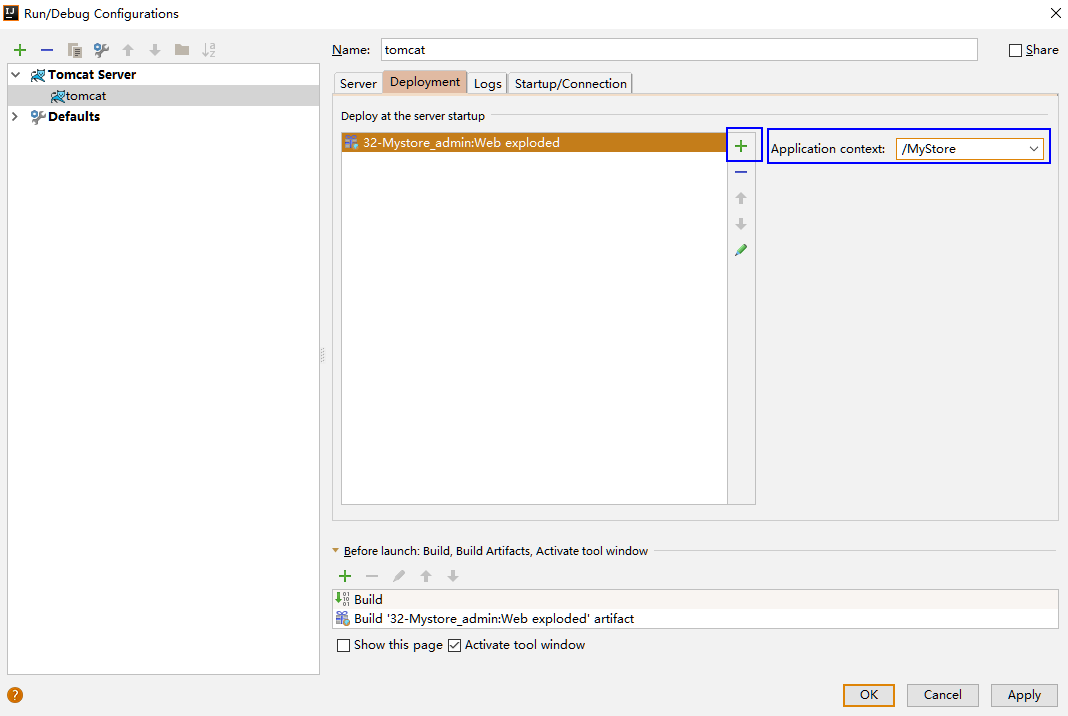 Run/Debug Configurations
Name: tomcat
Share
Tomcat Server
tomcat
Defaults
Server
Deployment
Logs
Startup/Connection
Deploy at the server startup
32-Mystore_admin:Web exploded
Application context: /MyStore
Before launch: Build, Build Artifacts, Activate tool window
Build
Build '32-Mystore_admin:Web exploded' artifact
Show this page
Activate tool window
OK
Cancel
Apply